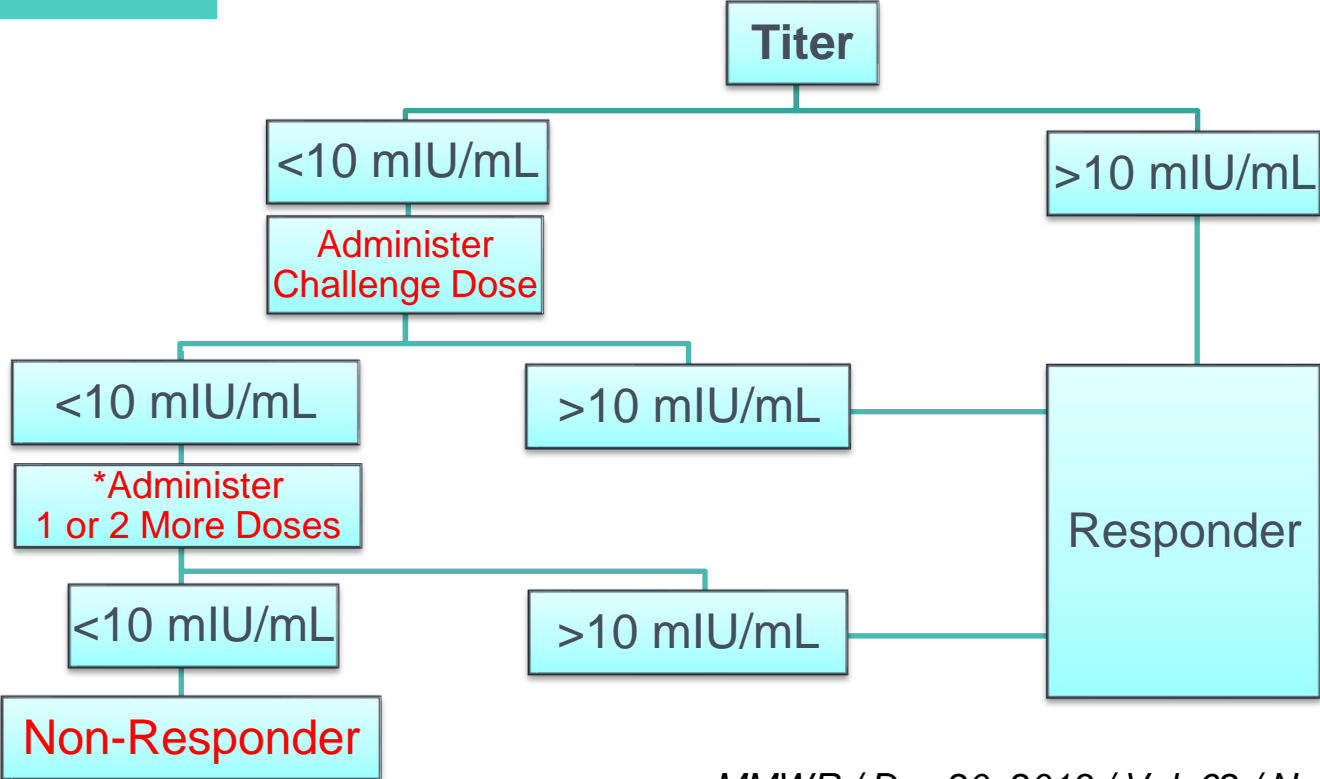 Titer
<10 mIU/mL
>10 mIU/mL
Administer
Challenge Dose
<10 mIU/mL
>10 mIU/mL
*Administer
1 or 2 More Doses
Responder
<10 mIU/mL
>10 mIU/mL
Non-Responder